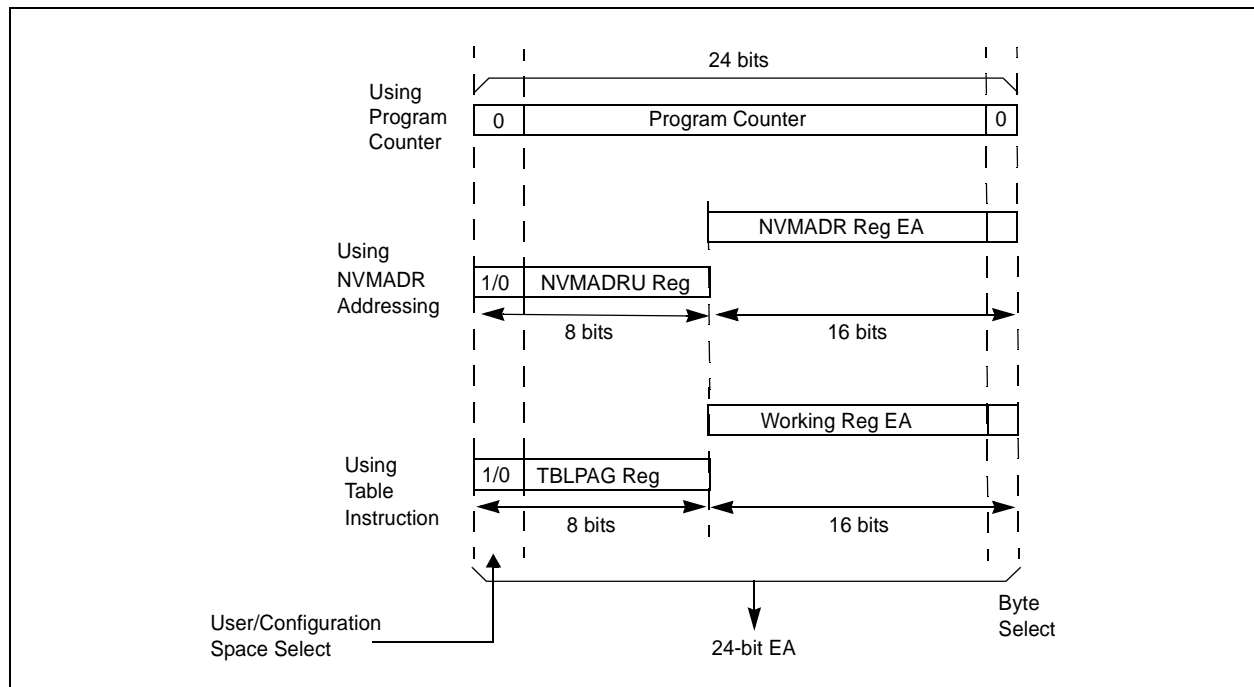 24 bits
Using
Program
Counter
0
Program Counter
0
NVMADR Reg EA
Using
NVMADR
Addressing
1/0
NVMADRU Reg
8 bits
16 bits
Working Reg EA
Using
Table
Instruction
1/0
TBLPAG Reg
8 bits
16 bits
User/Configuration
Space Select
24-bit EA
Byte
Select